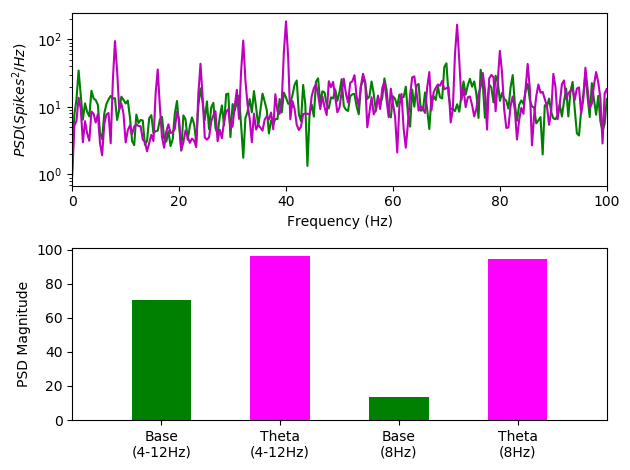 PSD(Spikes²/Hz)
10²
10¹
10⁰
0 20 40 60 80 100
Frequency (Hz)
PSD Magnitude
100
80
60
40
20
0
Base Theta Base Theta
(4-12Hz) (4-12Hz) (8Hz) (8Hz)